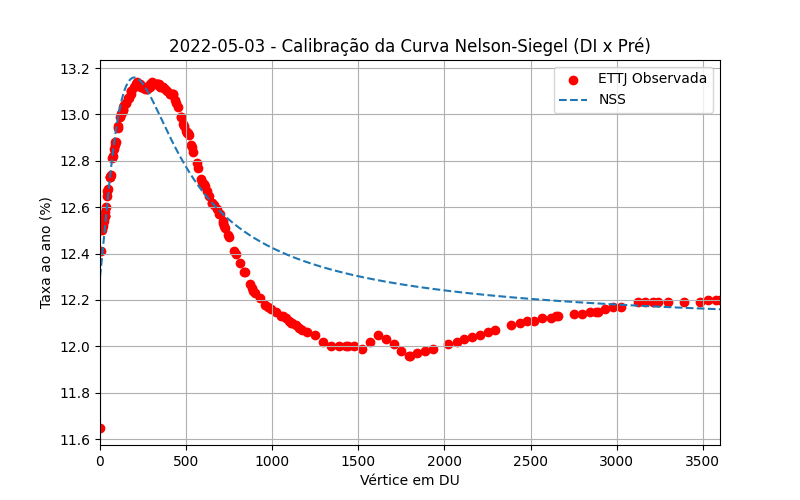 2022-05-03 - Calibração da Curva Nelson-Siegel (DI x Pré)
ETTJ Observada
NSS
Taxa ao ano (%)
13.2
13.0
12.8
12.6
12.4
12.2
12.0
11.8
11.6
0 500 1000 1500 2000 2500 3000 3500
Vértice em DU